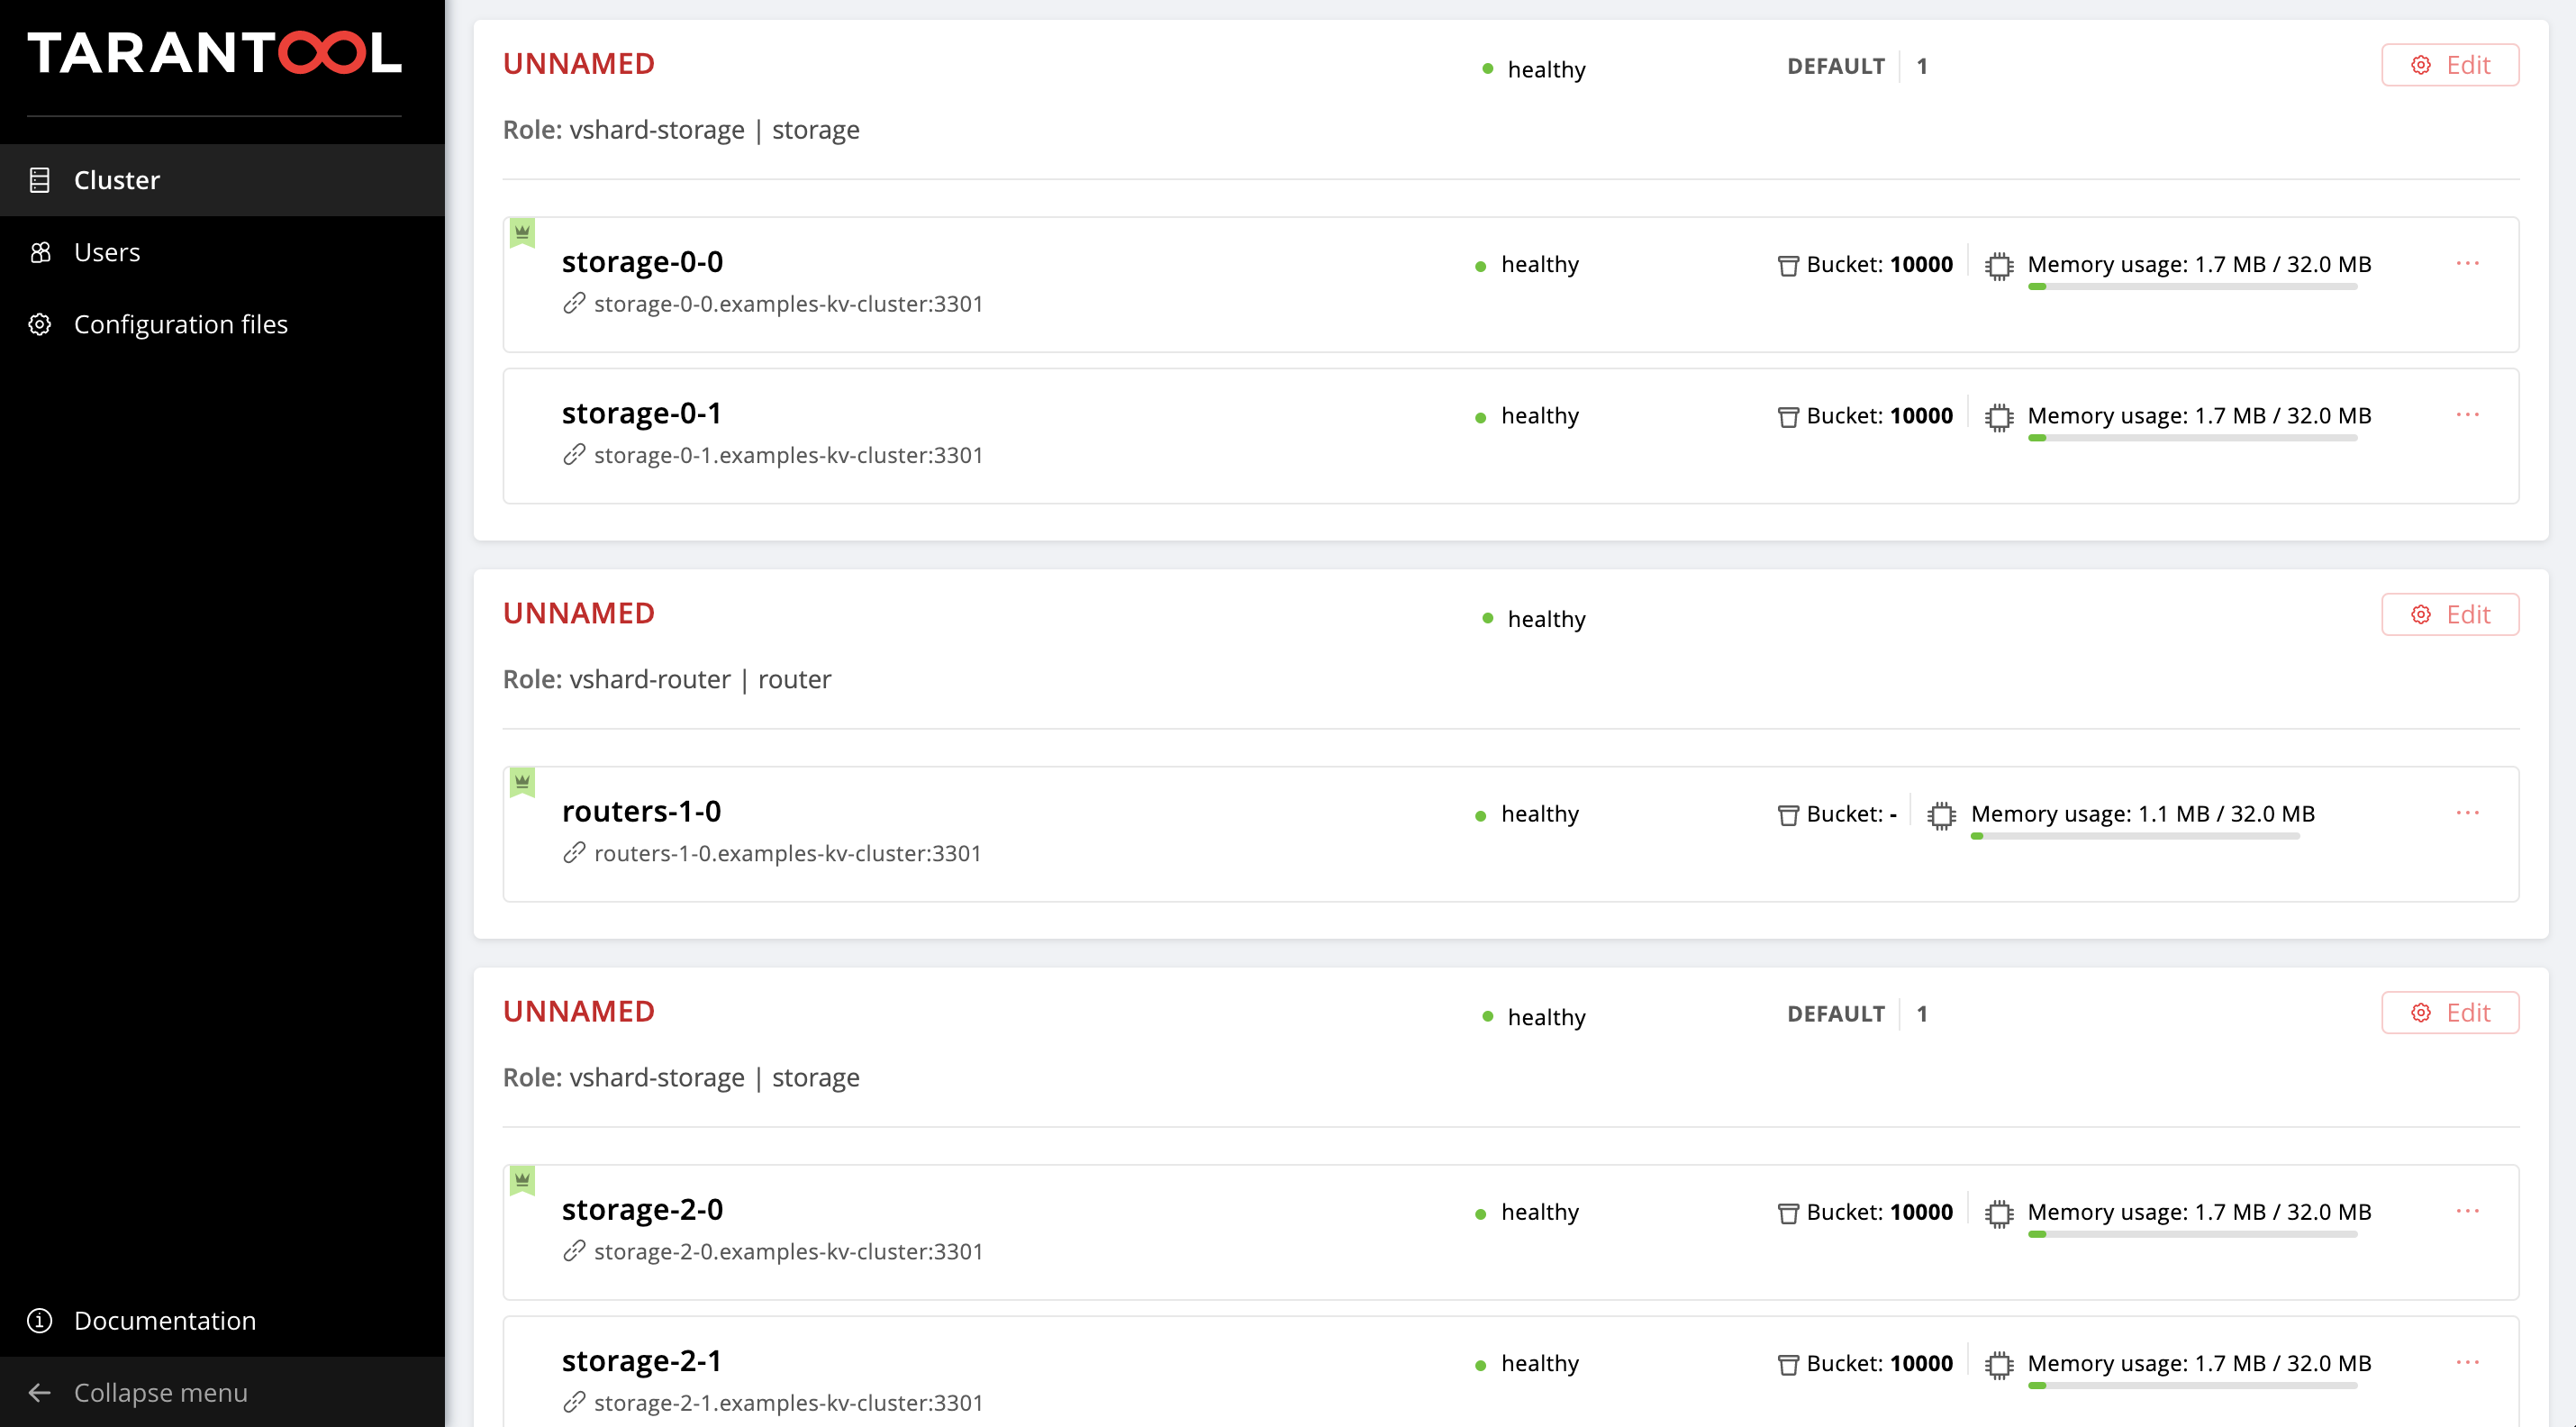 TARANTOOL
Cluster
Users
Configuration files
Documentation
Collapse menu
UNNAMED healthy DEFAULT 1 Edit
Role: vshard-storage | storage
storage-0-0 healthy Bucket: 10000 Memory usage: 1.7 MB / 32.0 MB ···
storage-0-0.examples-kv-cluster:3301
storage-0-1 healthy Bucket: 10000 Memory usage: 1.7 MB / 32.0 MB ···
storage-0-1.examples-kv-cluster:3301
UNNAMED healthy Edit
Role: vshard-router | router
routers-1-0 healthy Bucket: - Memory usage: 1.1 MB / 32.0 MB ···
routers-1-0.examples-kv-cluster:3301
UNNAMED healthy DEFAULT 1 Edit
Role: vshard-storage | storage
storage-2-0 healthy Bucket: 10000 Memory usage: 1.7 MB / 32.0 MB ···
storage-2-0.examples-kv-cluster:3301
storage-2-1 healthy Bucket: 10000 Memory usage: 1.7 MB / 32.0 MB ···
storage-2-1.examples-kv-cluster:3301